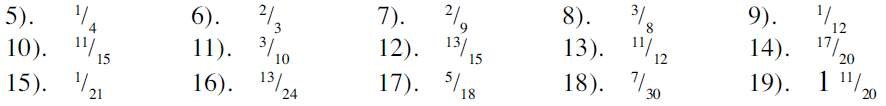 5). 1/4 6). 2/3 7). 2/9 8). 3/8 9). 1/12
10). 11/15 11). 3/10 12). 13/15 13). 11/12 14). 17/20
15). 1/21 16). 13/24 17). 5/18 18). 7/30 19). 1 11/20